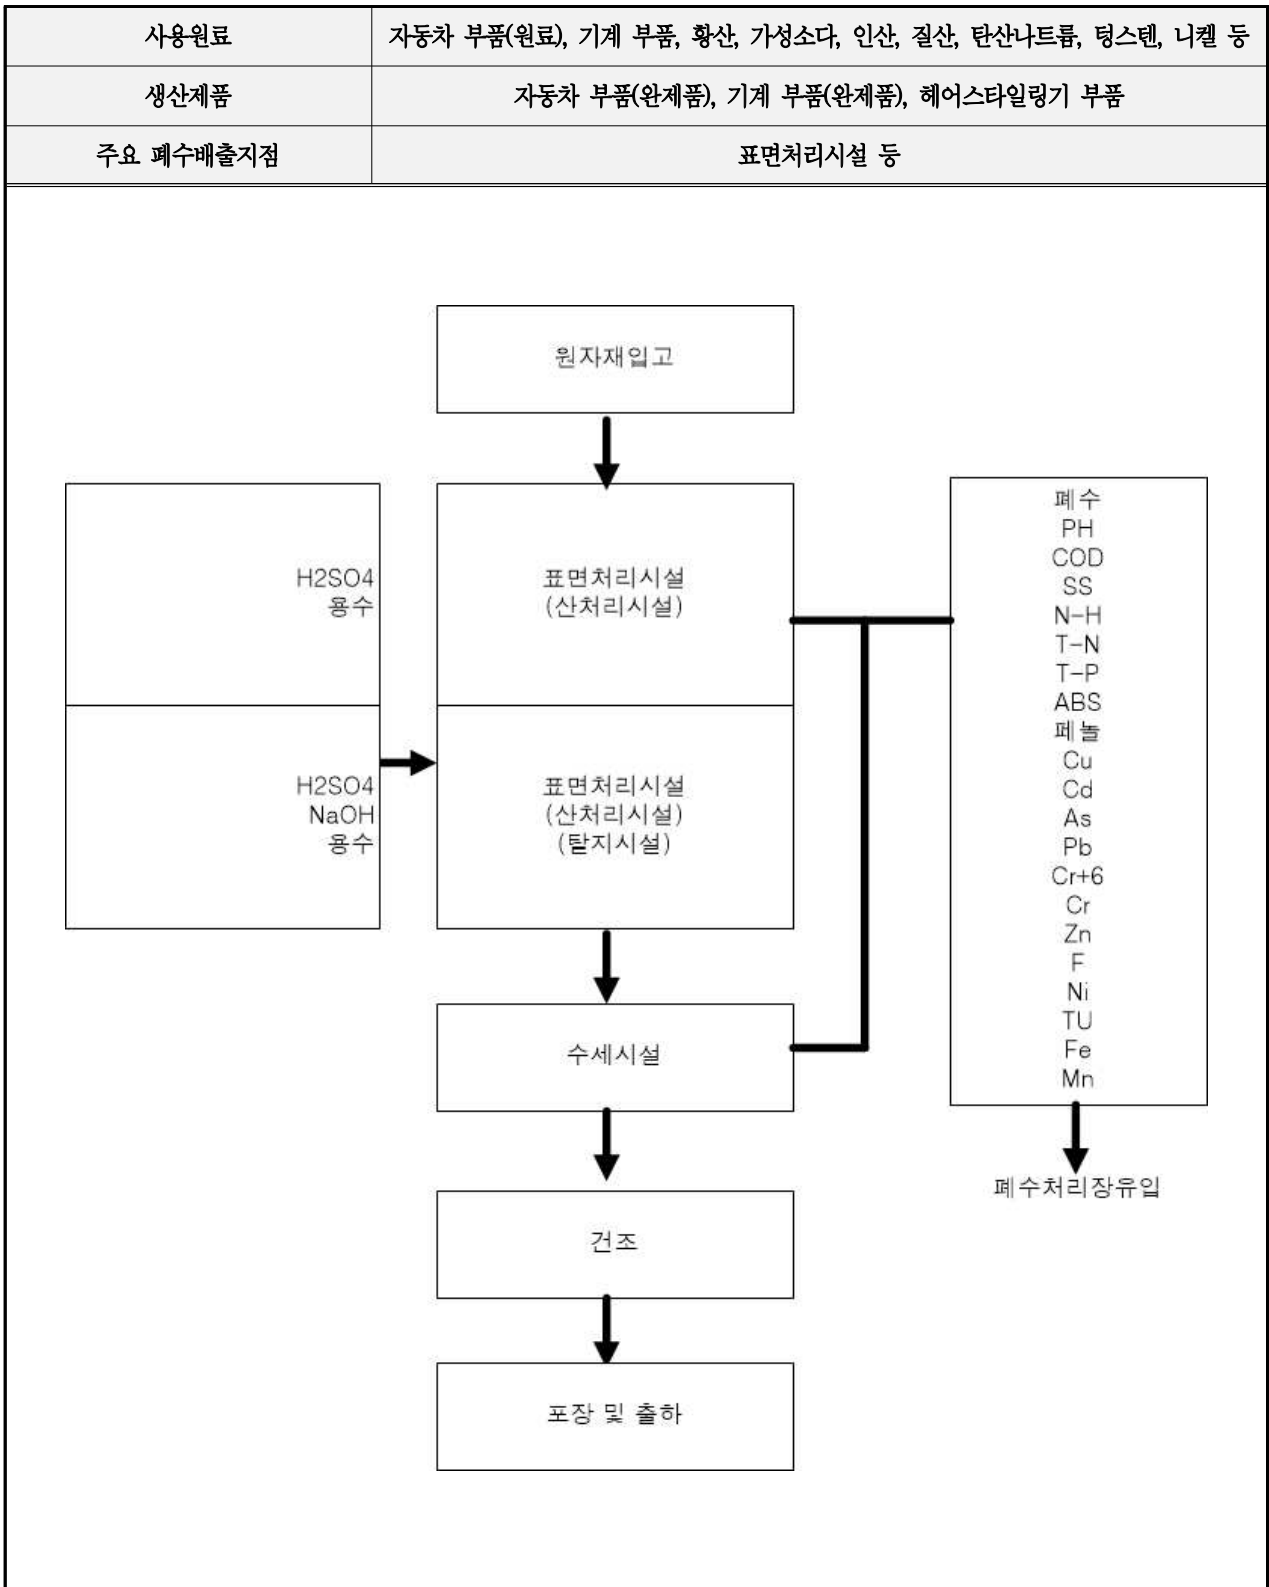 사용원료
자동차 부품(원료), 기계 부품, 황산, 가성소다, 인산, 질산, 탄산나트륨, 텅스텐, 니켈 등
생산제품
자동차 부품(완제품), 기계 부품(완제품), 헤어스타일링기 부품
주요 폐수배출지점
표면처리시설 등
원자재입고
H2SO4
용수
표면처리시설
(산처리시설)
H2SO4
NaOH
용수
표면처리시설
(산처리시설)
(탈지시설)
수세시설
건조
포장 및 출하
폐수
PH
COD
SS
N-H
T-N
T-P
ABS
페놀
Cu
Cd
As
Pb
Cr+6
Cr
Zn
F
Ni
TU
Fe
Mn
폐수처리장유입